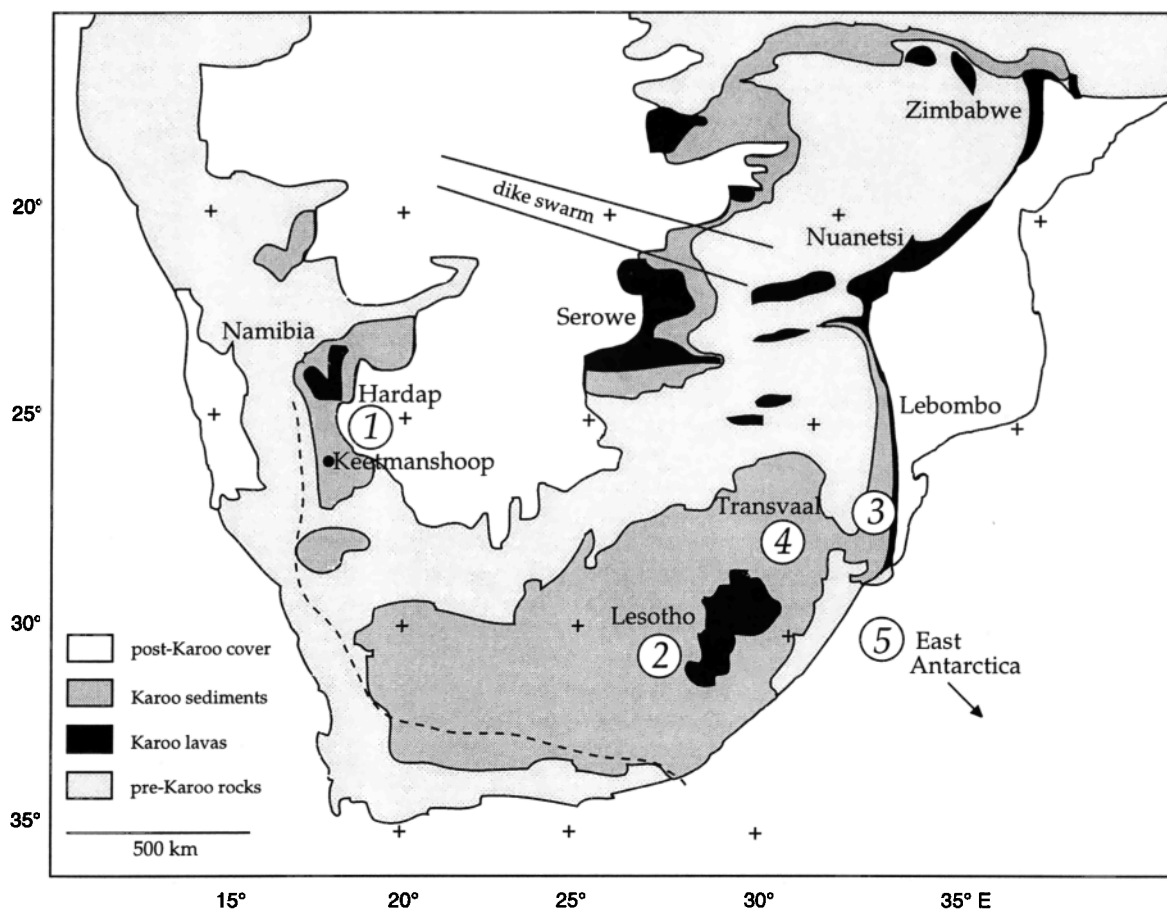 Zimbabwe
dike swarm
20°
Nuanetsi
Serowe
Namibia
Hardap
Lebombo
25°
1
Keetmanshoop
Transvaal
3
4
30°
Lesotho
2
5
East
Antarctica
post-Karoo cover
Karoo sediments
Karoo lavas
pre-Karoo rocks
35°
500 km
15°
20°
25°
30°
35° E